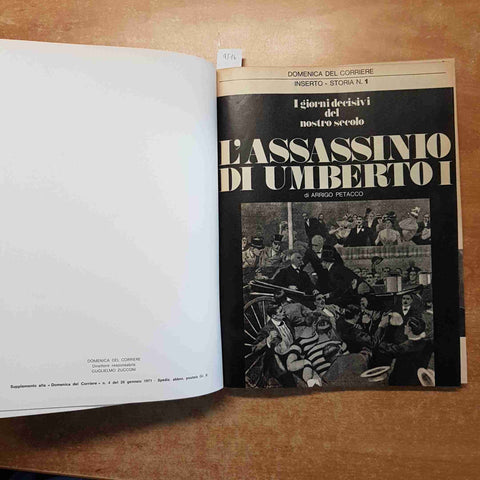 DOMENICA DEL CORRIERE
Direttore responsabile
GUGLIELMO ZUCCONI
Supplemento alla « Domenica del Corriere » n. 4 del 26 gennaio 1971 - Spediz. abbon. postale Gr. II
DOMENICA DEL CORRIERE
INSERTO - STORIA N. 1
I giorni decisivi
del
nostro secolo
L'ASSASSINIO
DI UMBERTO I
di ARRIGO PETACCO